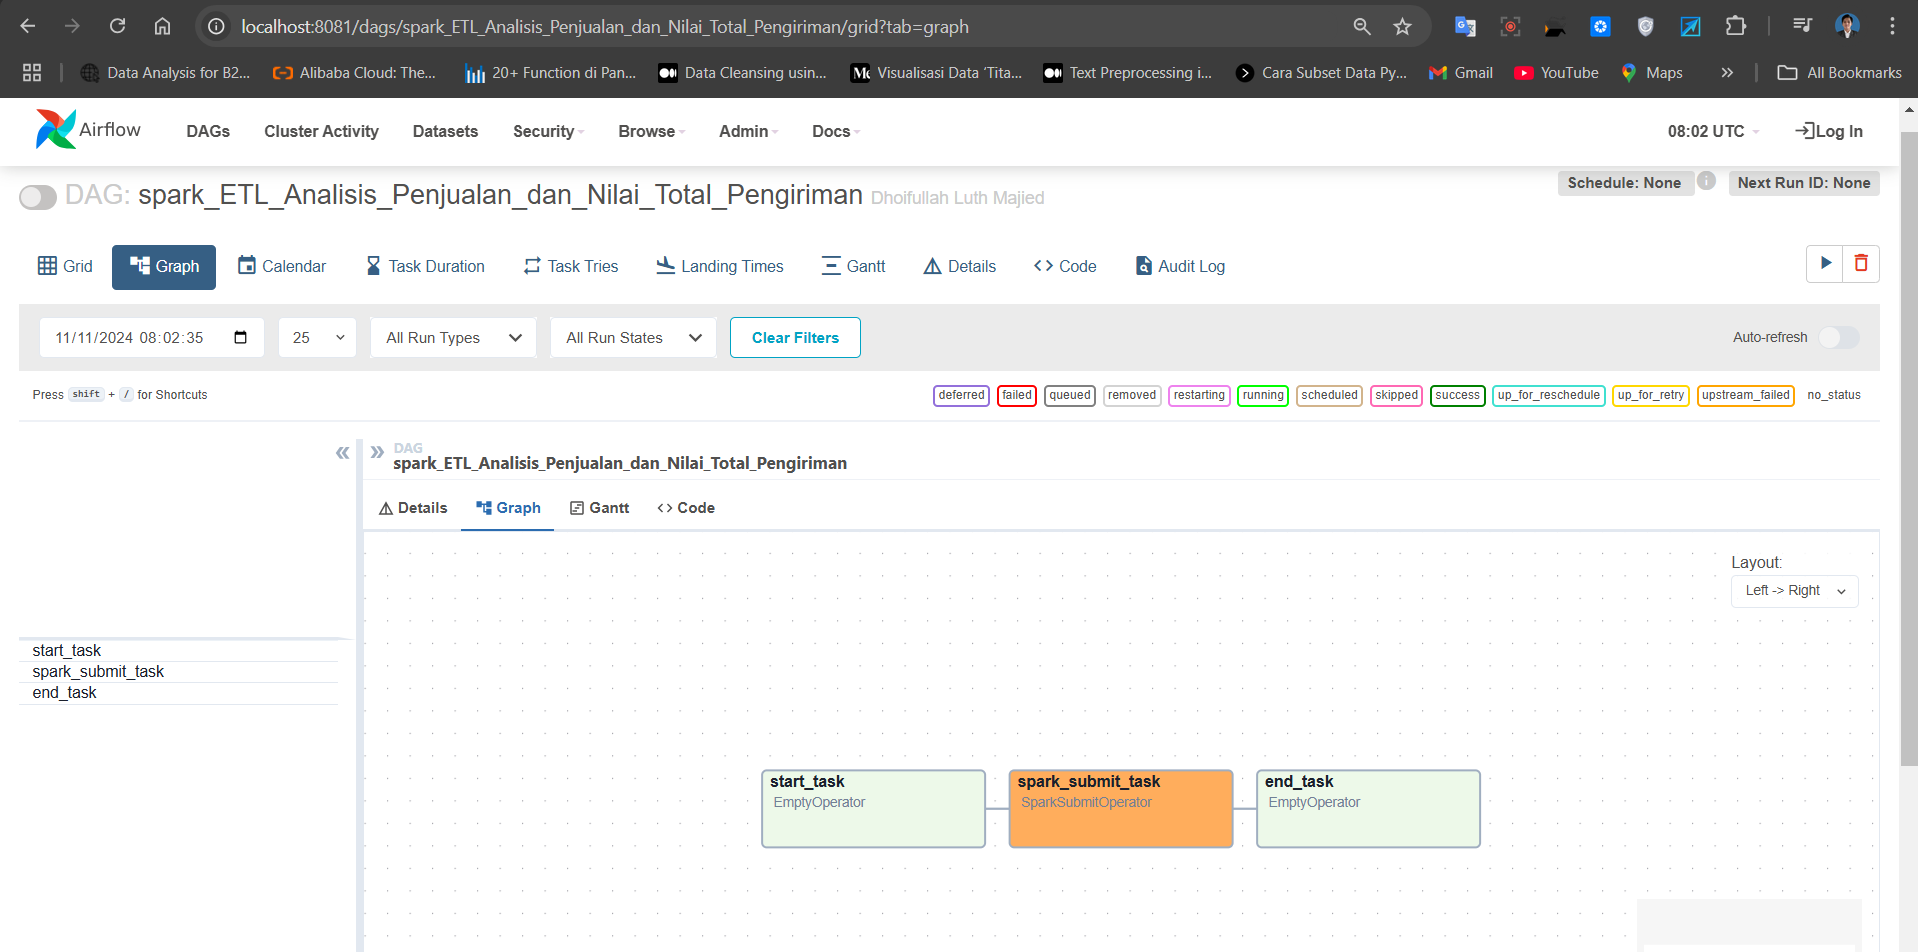 localhost:8081/dags/spark_ETL_Analisis_Penjualan_dan_Nilai_Total_Pengiriman/grid?tab=graph
Data Analysis for B2... Alibaba Cloud: The... 20+ Function di Pan... Data Cleansing usin... Visualisasi Data 'Tita... Text Preprocessing i... Cara Subset Data Py... Gmail YouTube Maps » All Bookmarks
Airflow DAGs Cluster Activity Datasets Security Browse Admin Docs 08:02 UTC Log In
DAG: spark_ETL_Analisis_Penjualan_dan_Nilai_Total_Pengiriman Dhoifullah Luth Majied Schedule: None i Next Run ID: None
Grid Graph Calendar Task Duration Task Tries Landing Times Gantt Details Code Audit Log
11/11/2024 08:02:35 25 All Run Types All Run States Clear Filters Auto-refresh
Press shift + / for Shortcuts deferred failed queued removed restarting running scheduled skipped success up_for_reschedule up_for_retry upstream_failed no_status
DAG
spark_ETL_Analisis_Penjualan_dan_Nilai_Total_Pengiriman
Details Graph Gantt Code
Layout:
Left -> Right
start_task
spark_submit_task
end_task
start_task
EmptyOperator
spark_submit_task
SparkSubmitOperator
end_task
EmptyOperator